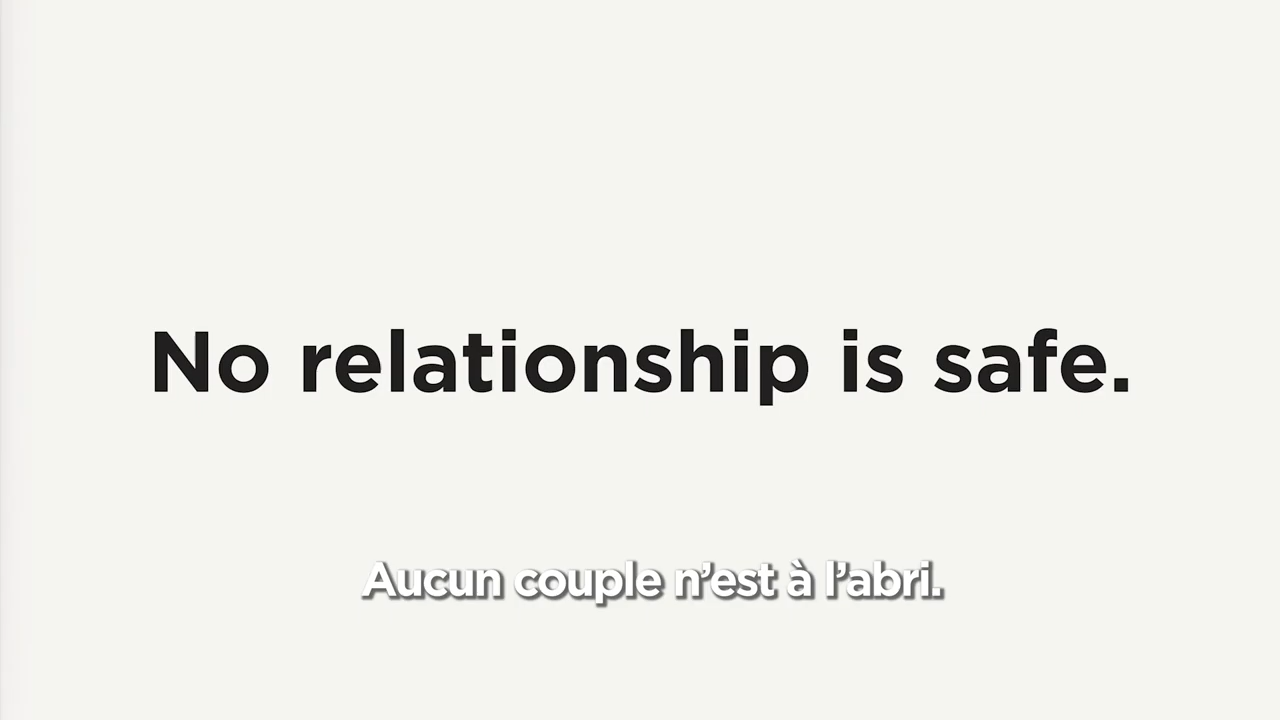 No relationship is safe.
Aucun couple n’est à l’abri.